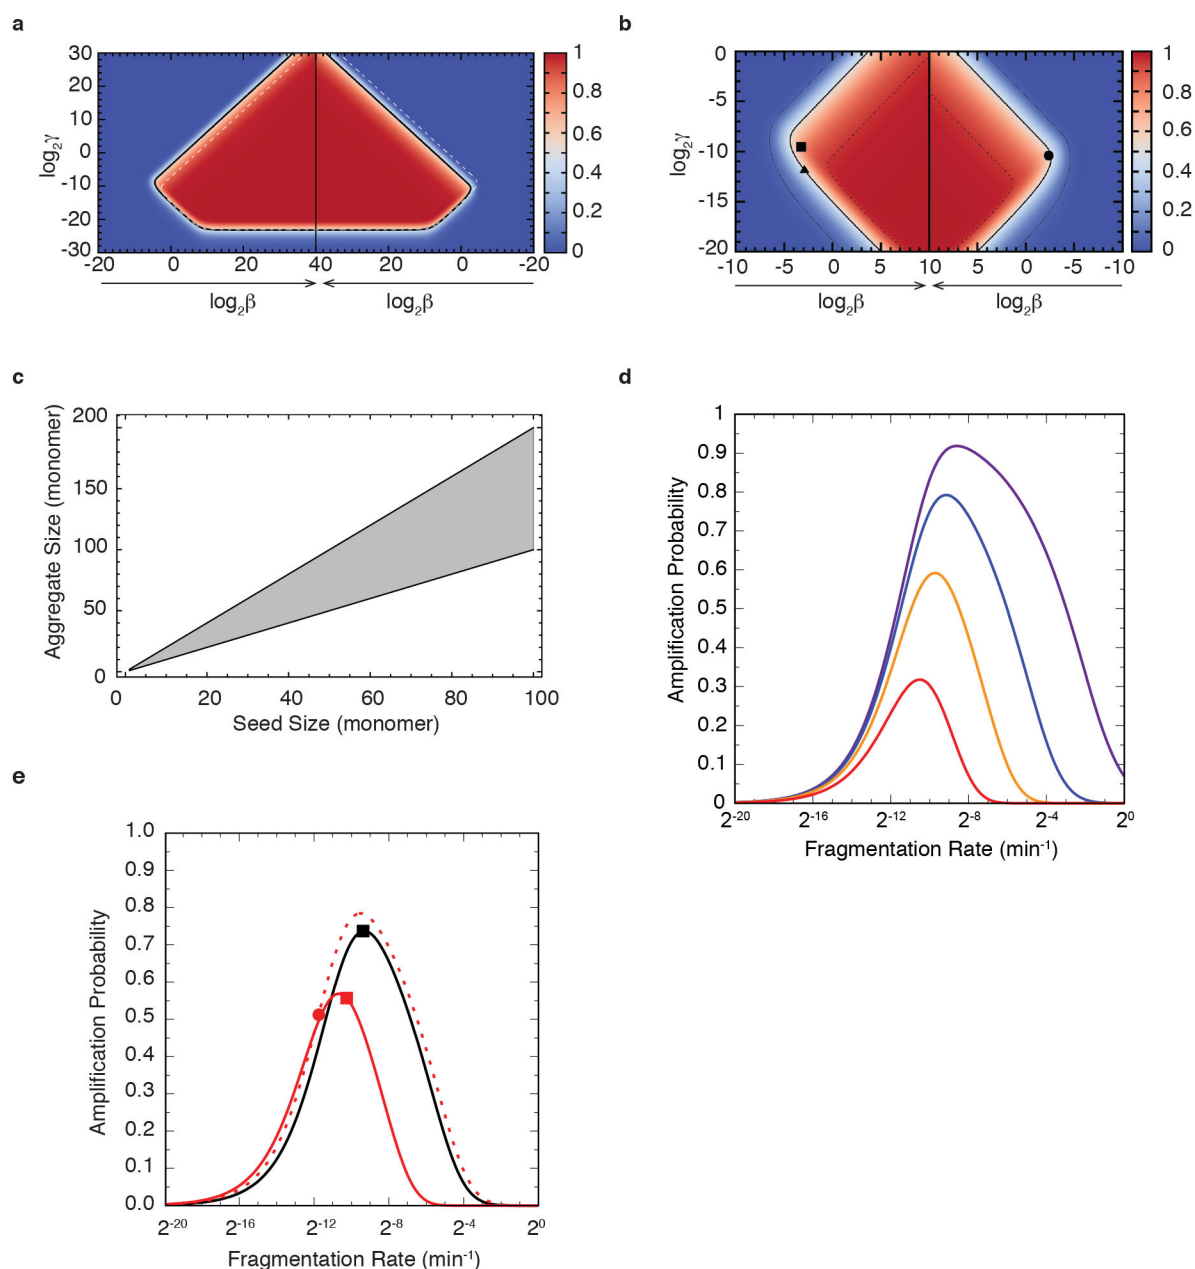 a
30
20
10
0
-10
-20
-30
log2γ
-20 0 20 40 20 0 -20
log2β log2β
1
0.8
0.6
0.4
0.2
0
b
0
-5
-10
-15
-20
log2γ
-10 -5 0 5 10 5 0 -5 -10
log2β log2β
1
0.8
0.6
0.4
0.2
0
c
200
150
100
50
0
Aggregate Size (monomer)
0 20 40 60 80 100
Seed Size (monomer)
d
1
0.9
0.8
0.7
0.6
0.5
0.4
0.3
0.2
0.1
0
Amplification Probability
2-20 2-16 2-12 2-8 2-4 20
Fragmentation Rate (min-1)
e
1.0
0.9
0.8
0.7
0.6
0.5
0.4
0.3
0.2
0.1
0.0
Amplification Probability
2-20 2-16 2-12 2-8 2-4 20
Fragmentation Rate (min-1)